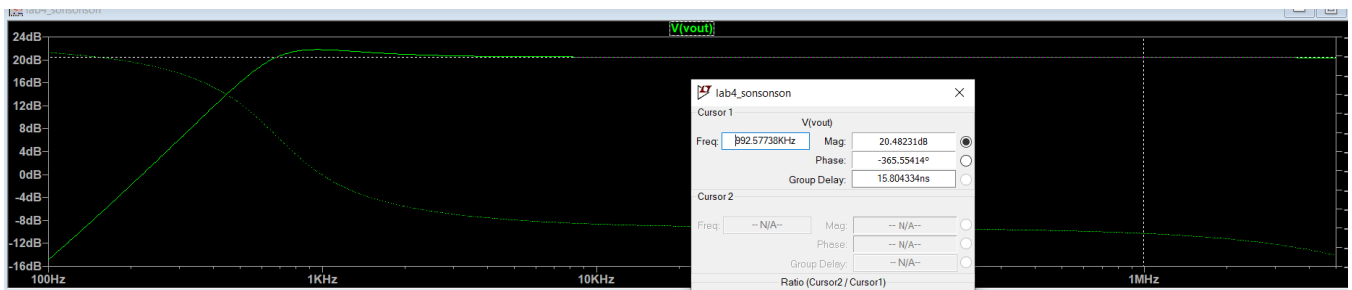 lab4_sonsonson
V(vout)
24dB
20dB
16dB
12dB
8dB
4dB
0dB
-4dB
-8dB
-12dB
-16dB
100Hz 1KHz 10KHz 1MHz
lab4_sonsonson
Cursor 1
V(vout)
Freq: 992.57738KHz Mag: 20.48231dB
Phase: -365.55414º
Group Delay: 15.804334ns
Cursor 2
Freq: -- N/A-- Mag: -- N/A--
Phase: -- N/A--
Group Delay: -- N/A--
Ratio (Cursor2 / Cursor1)